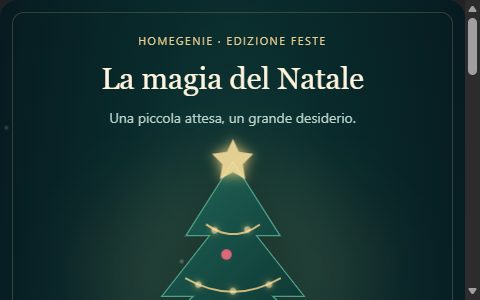 HOMEGENIE · EDIZIONE FESTE
La magia del Natale
Una piccola attesa, un grande desiderio.